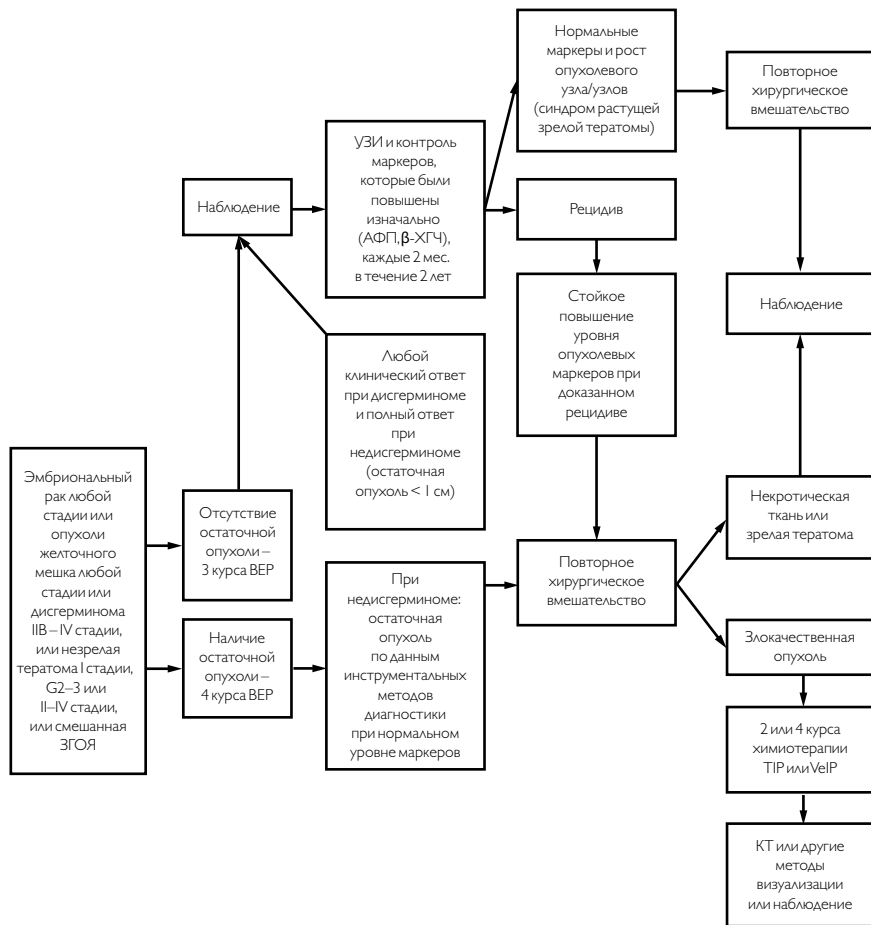 Нормальные
маркеры и рост
опухолевого
узла/узлов
(синдром растущей
зрелой тератомы)
Повторное
хирургическое
вмешательство
УЗИ и контроль
маркеров,
которые были
повышены
изначально
(АФП,β-ХГЧ),
каждые 2 мес.
в течение 2 лет
Наблюдение
Рецидив
Стойкое
повышение
уровня
опухолевых
маркеров при
доказанном
рецидиве
Наблюдение
Любой
клинический ответ
при дисгерминоме
и полный ответ
при
недисгерминоме
(остаточная
опухоль < 1 см)
Эмбриональный
рак любой
стадии или
опухоли
желточного
мешка любой
стадии или
дисгерминома
IIB – IV стадии,
или незрелая
тератома I стадии,
G2–3 или
II–IV стадии,
или смешанная
ЗГОЯ
Отсутствие
остаточной
опухоли –
3 курса BEP
Наличие
остаточной
опухоли –
4 курса BEP
При
недисгерминоме:
остаточная
опухоль
по данным
инструментальных
методов
диагностики
при нормальном
уровне маркеров
Повторное
хирургическое
вмешательство
Некротическая
ткань или
зрелая тератома
Злокачественная
опухоль
2 или 4 курса
химиотерапии
TIP или VeIP
КТ или другие
методы
визуализации
или наблюдение